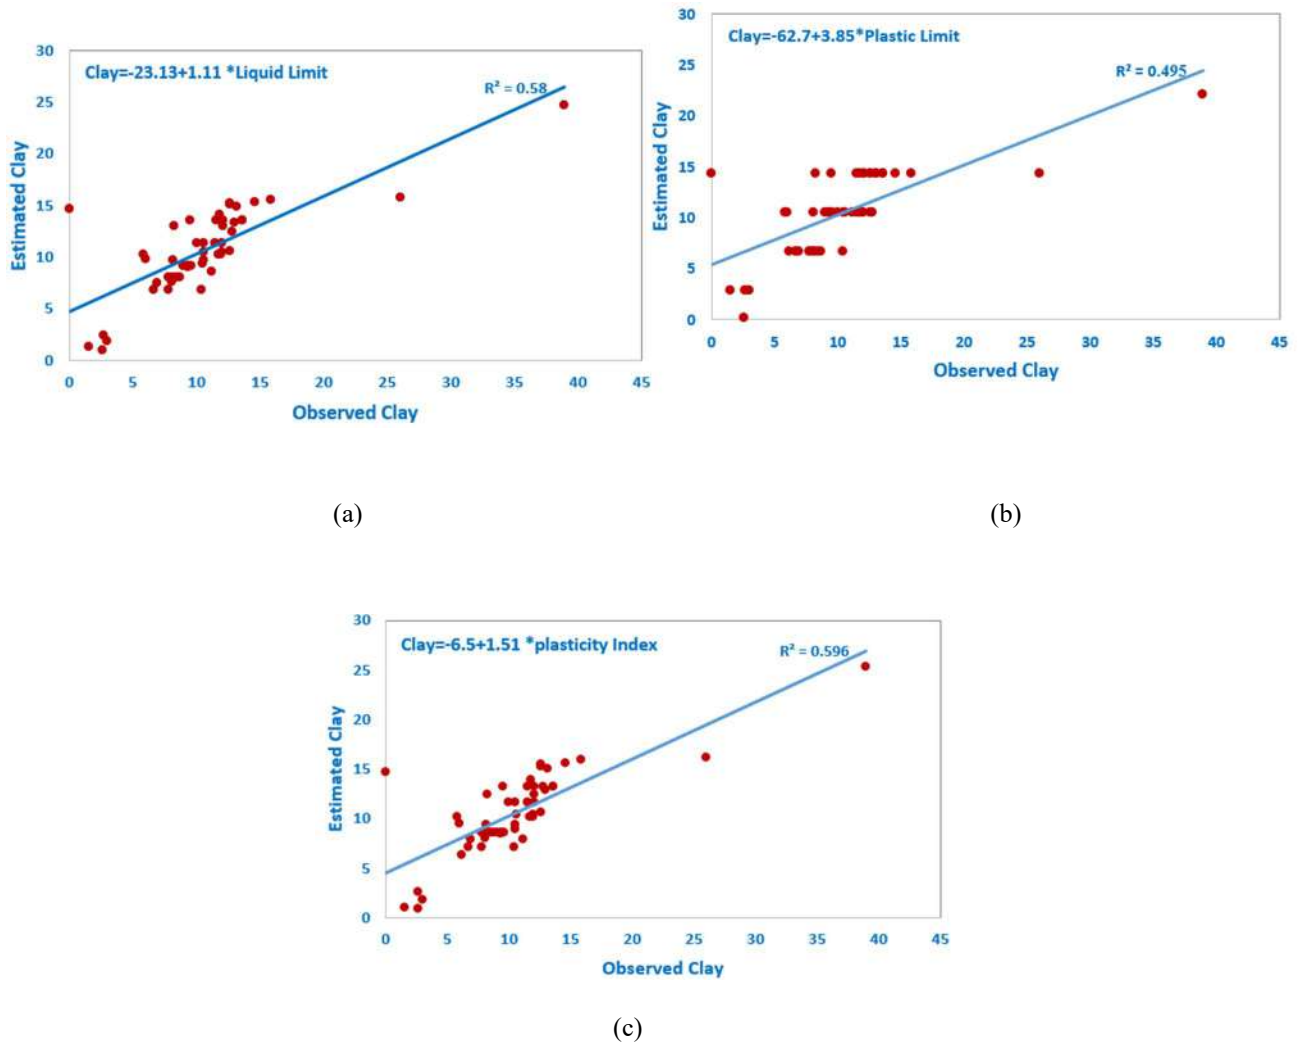 Clay=-23.13+1.11 *Liquid Limit
R² = 0.58
30
25
20
15
10
5
0
0 5 10 15 20 25 30 35 40 45
Estimated Clay
Observed Clay
(a)
Clay=-62.7+3.85*Plastic Limit
R² = 0.495
30
25
20
15
10
5
0
0 5 10 15 20 25 30 35 40 45
Estimated Clay
Observed Clay
(b)
Clay=-6.5+1.51 *plasticity Index
R² = 0.596
30
25
20
15
10
5
0
0 5 10 15 20 25 30 35 40 45
Estimated Clay
Observed Clay
(c)